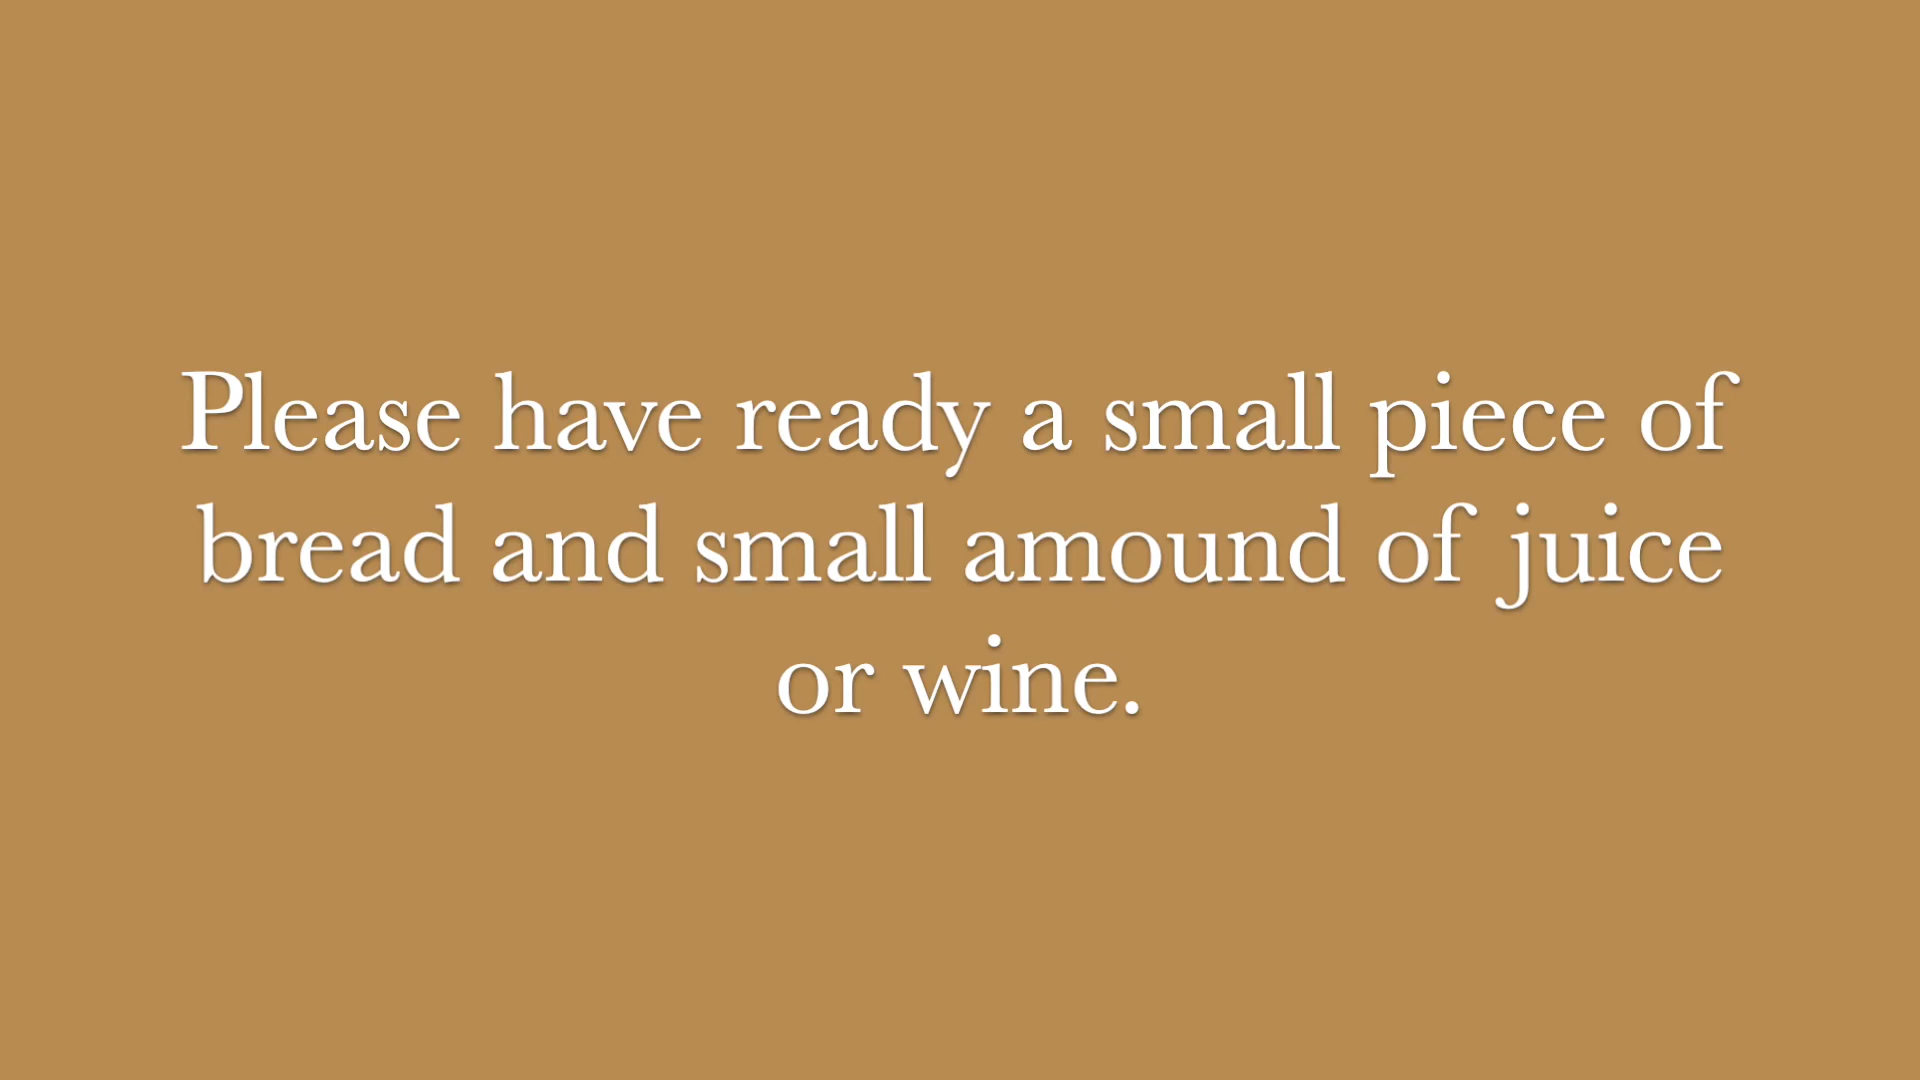 Please have ready a small piece of
bread and small amound of juice
or wine.